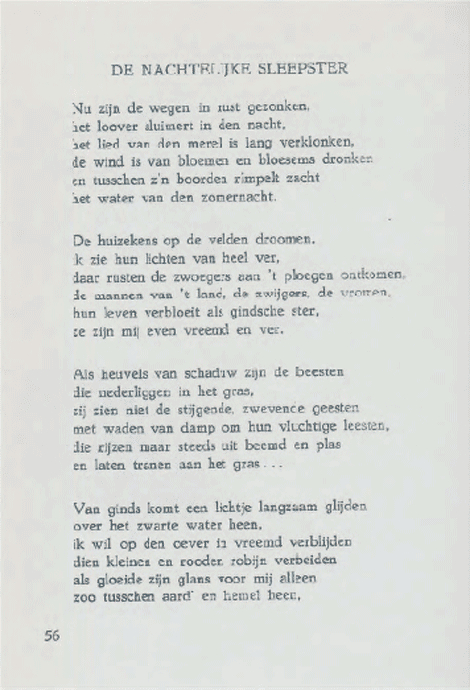 DE NACHTELIJKE SLEEPSTER
Nu zijn de wegen in rust gezonken,
het loover sluimert in den nacht,
het lied van den merel is lang verklonken,
de wind is van bloemen en bloesems dronken
en tusschen z'n boorden rimpelt zacht
het water van den zomernacht.
De huizekens op de velden droomen,
ik zie hun lichten van heel ver,
daar rusten de zwoegers aan 't ploegen ontkomen,
de mannen van 't land, de zwijgers, de vromen,
hun leven verbloeit als gindsche ster,
ze zijn mij even vreemd en ver.
Als heuvels van schaduw zijn de beesten
die nederliggen in het gras,
zij zien niet de stijgende, zwevende geesten
met waden van damp om hun vluchtige leesten,
die rijzen maar steeds uit beemd en plas
en laten tranen aan het gras...
Van ginds komt een lichtje langzaam glijden
over het zwarte water heen,
ik wil op den oever in vreemd verblijden
dien kleinen en rooden robijn verbeiden
als gloeide zijn glans voor mij alleen
zoo tusschen aard' en hemel heen,
56